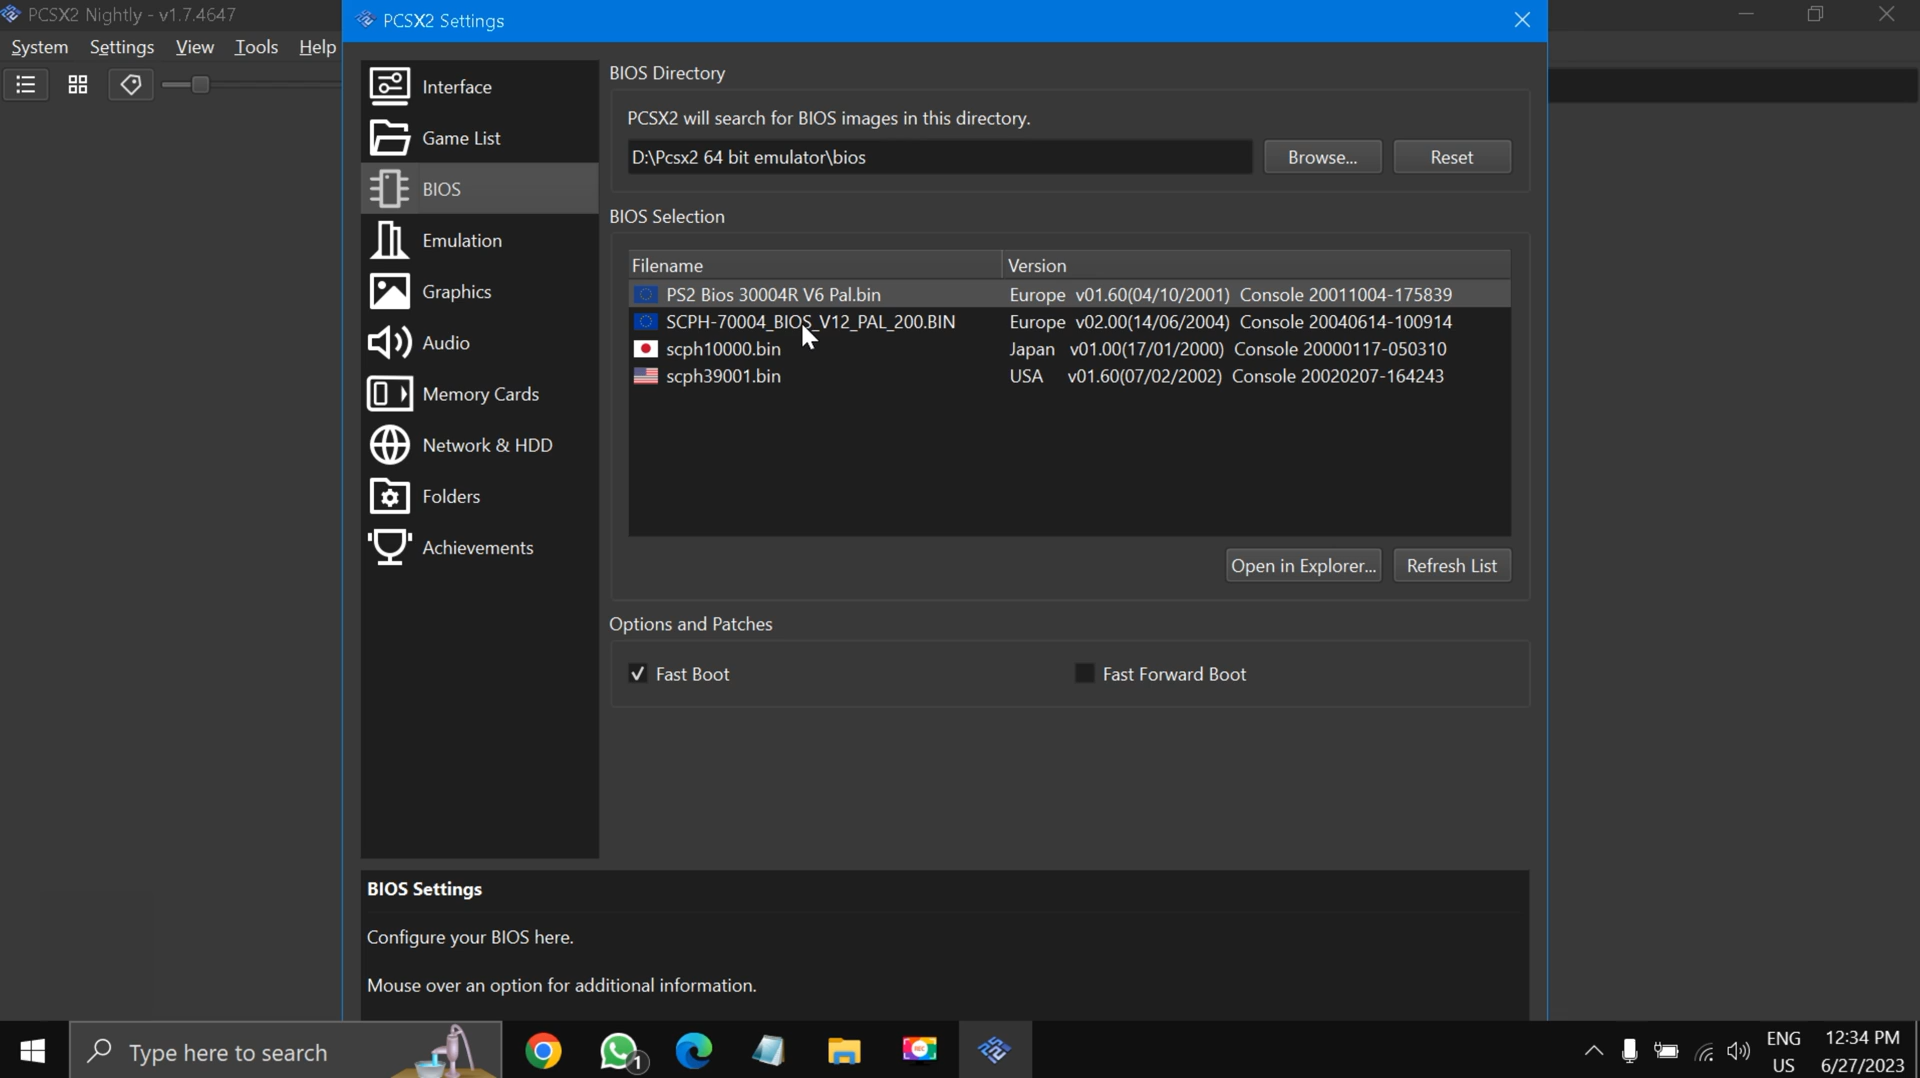 PCSX2 Nightly - v1.7.4647
PCSX2 Settings
System Settings View Tools Help
Interface
Game List
BIOS
Emulation
Graphics
Audio
Memory Cards
Network & HDD
Folders
Achievements
BIOS Directory
PCSX2 will search for BIOS images in this directory.
D:\Pcsx2 64 bit emulator\bios Browse... Reset
BIOS Selection
Filename Version
PS2 Bios 30004R V6 Pal.bin Europe v01.60(04/10/2001) Console 20011004-175839
SCPH-70004_BIOS_V12_PAL_200.BIN Europe v02.00(14/06/2004) Console 20040614-100914
scph10000.bin Japan v01.00(17/01/2000) Console 20000117-050310
scph39001.bin USA v01.60(07/02/2002) Console 20020207-164243
Open in Explorer... Refresh List
Options and Patches
Fast Boot Fast Forward Boot
BIOS Settings
Configure your BIOS here.
Mouse over an option for additional information.
Type here to search
1
REC
ENG
US
12:34 PM
6/27/2023